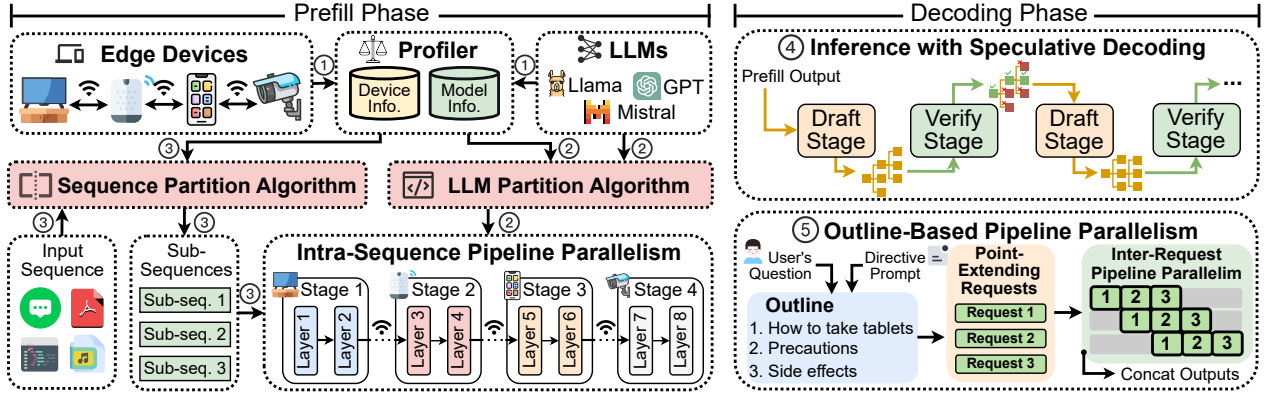 Prefill Phase
Edge Devices
1
Profiler
Device
Info.
Model
Info.
1
LLMs
Llama
GPT
Mistral
3
2
2
Sequence Partition Algorithm
LLM Partition Algorithm
3
3
2
Input
Sequence
Sub-
Sequences
Sub-seq. 1
Sub-seq. 2
Sub-seq. 3
3
Intra-Sequence Pipeline Parallelism
Stage 1
Layer 1
Layer 2
Stage 2
Layer 3
Layer 4
Stage 3
Layer 5
Layer 6
Stage 4
Layer 7
Layer 8
Decoding Phase
4 Inference with Speculative Decoding
Prefill Output
Draft
Stage
Verify
Stage
Draft
Stage
Verify
Stage
...
5 Outline-Based Pipeline Parallelism
User's
Question
Directive
Prompt
Outline
1. How to take tablets
2. Precautions
3. Side effects
Point-
Extending
Requests
Request 1
Request 2
Request 3
Inter-Request
Pipeline Parallelim
1 2 3
1 2 3
1 2 3
Concat Outputs